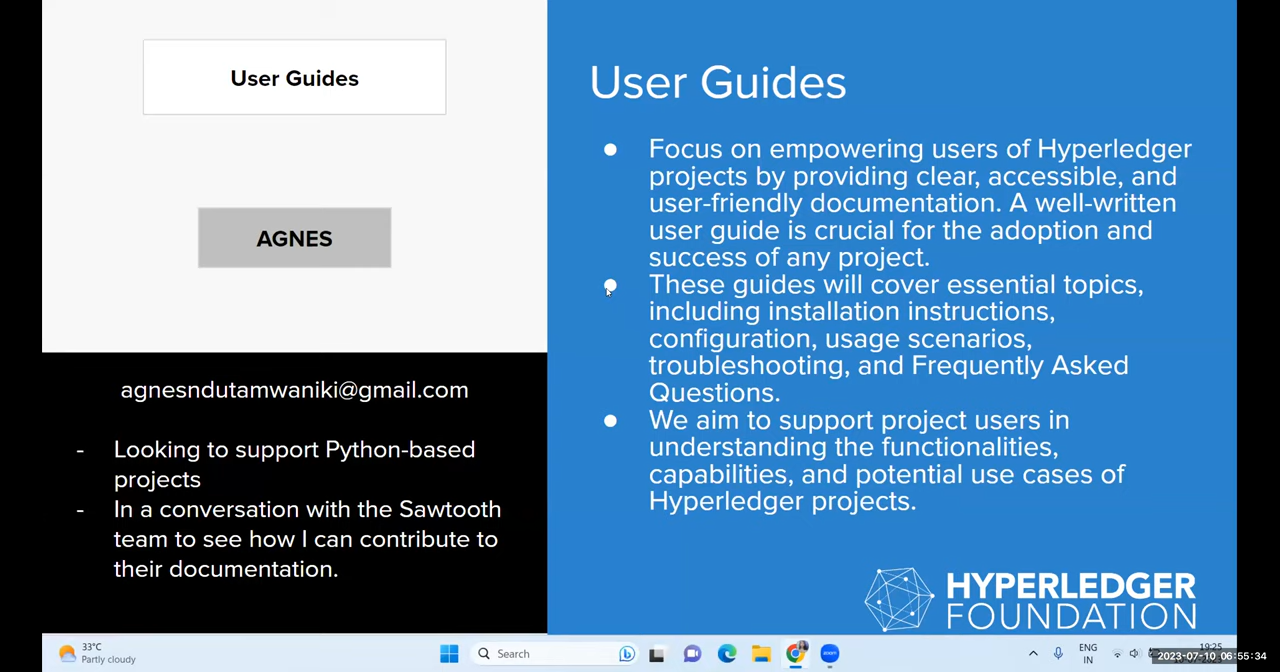 User Guides
AGNES
agnesndutamwaniki@gmail.com
- Looking to support Python-based
projects
- In a conversation with the Sawtooth
team to see how I can contribute to
their documentation.
User Guides
● Focus on empowering users of Hyperledger
projects by providing clear, accessible, and
user-friendly documentation. A well-written
user guide is crucial for the adoption and
success of any project.
● These guides will cover essential topics,
including installation instructions,
configuration, usage scenarios,
troubleshooting, and Frequently Asked
Questions.
● We aim to support project users in
understanding the functionalities,
capabilities, and potential use cases of
Hyperledger projects.
HYPERLEDGER
FOUNDATION
33°C
Partly cloudy
Search
zoom
ENG
IN
19:25
2023-07-10 06:55:34